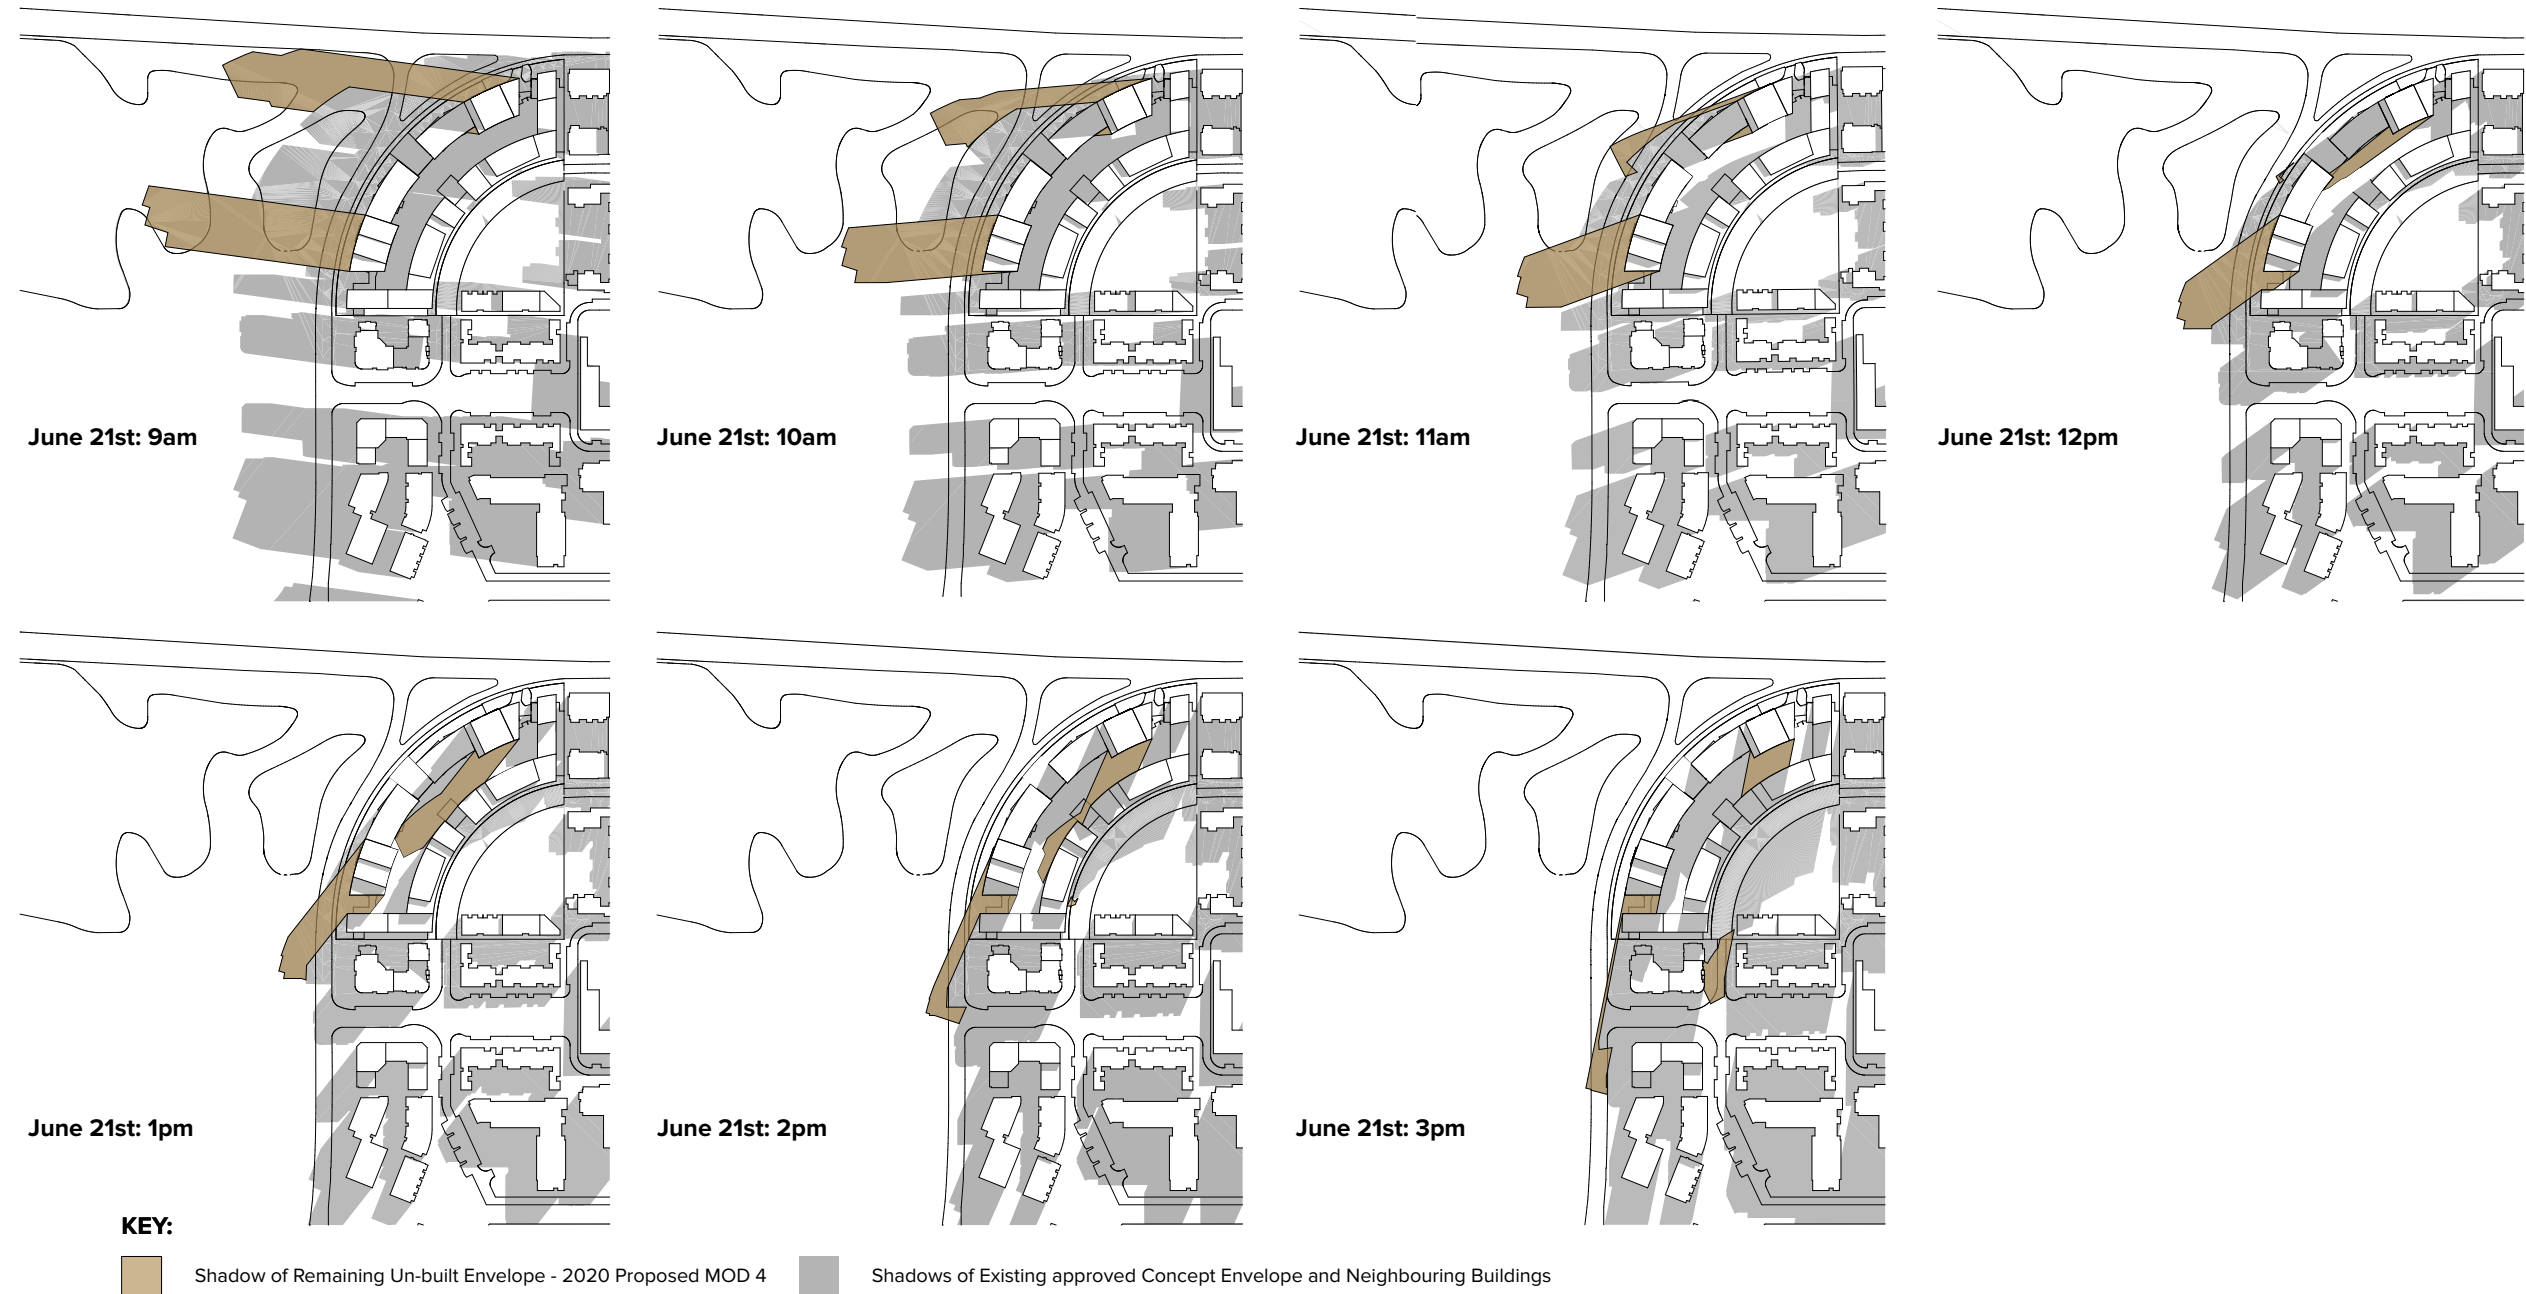 June 21st: 9am
June 21st: 10am
June 21st: 11am
June 21st: 12pm
June 21st: 1pm
June 21st: 2pm
June 21st: 3pm
KEY:
Shadow of Remaining Un-built Envelope - 2020 Proposed MOD 4
Shadows of Existing approved Concept Envelope and Neighbouring Buildings